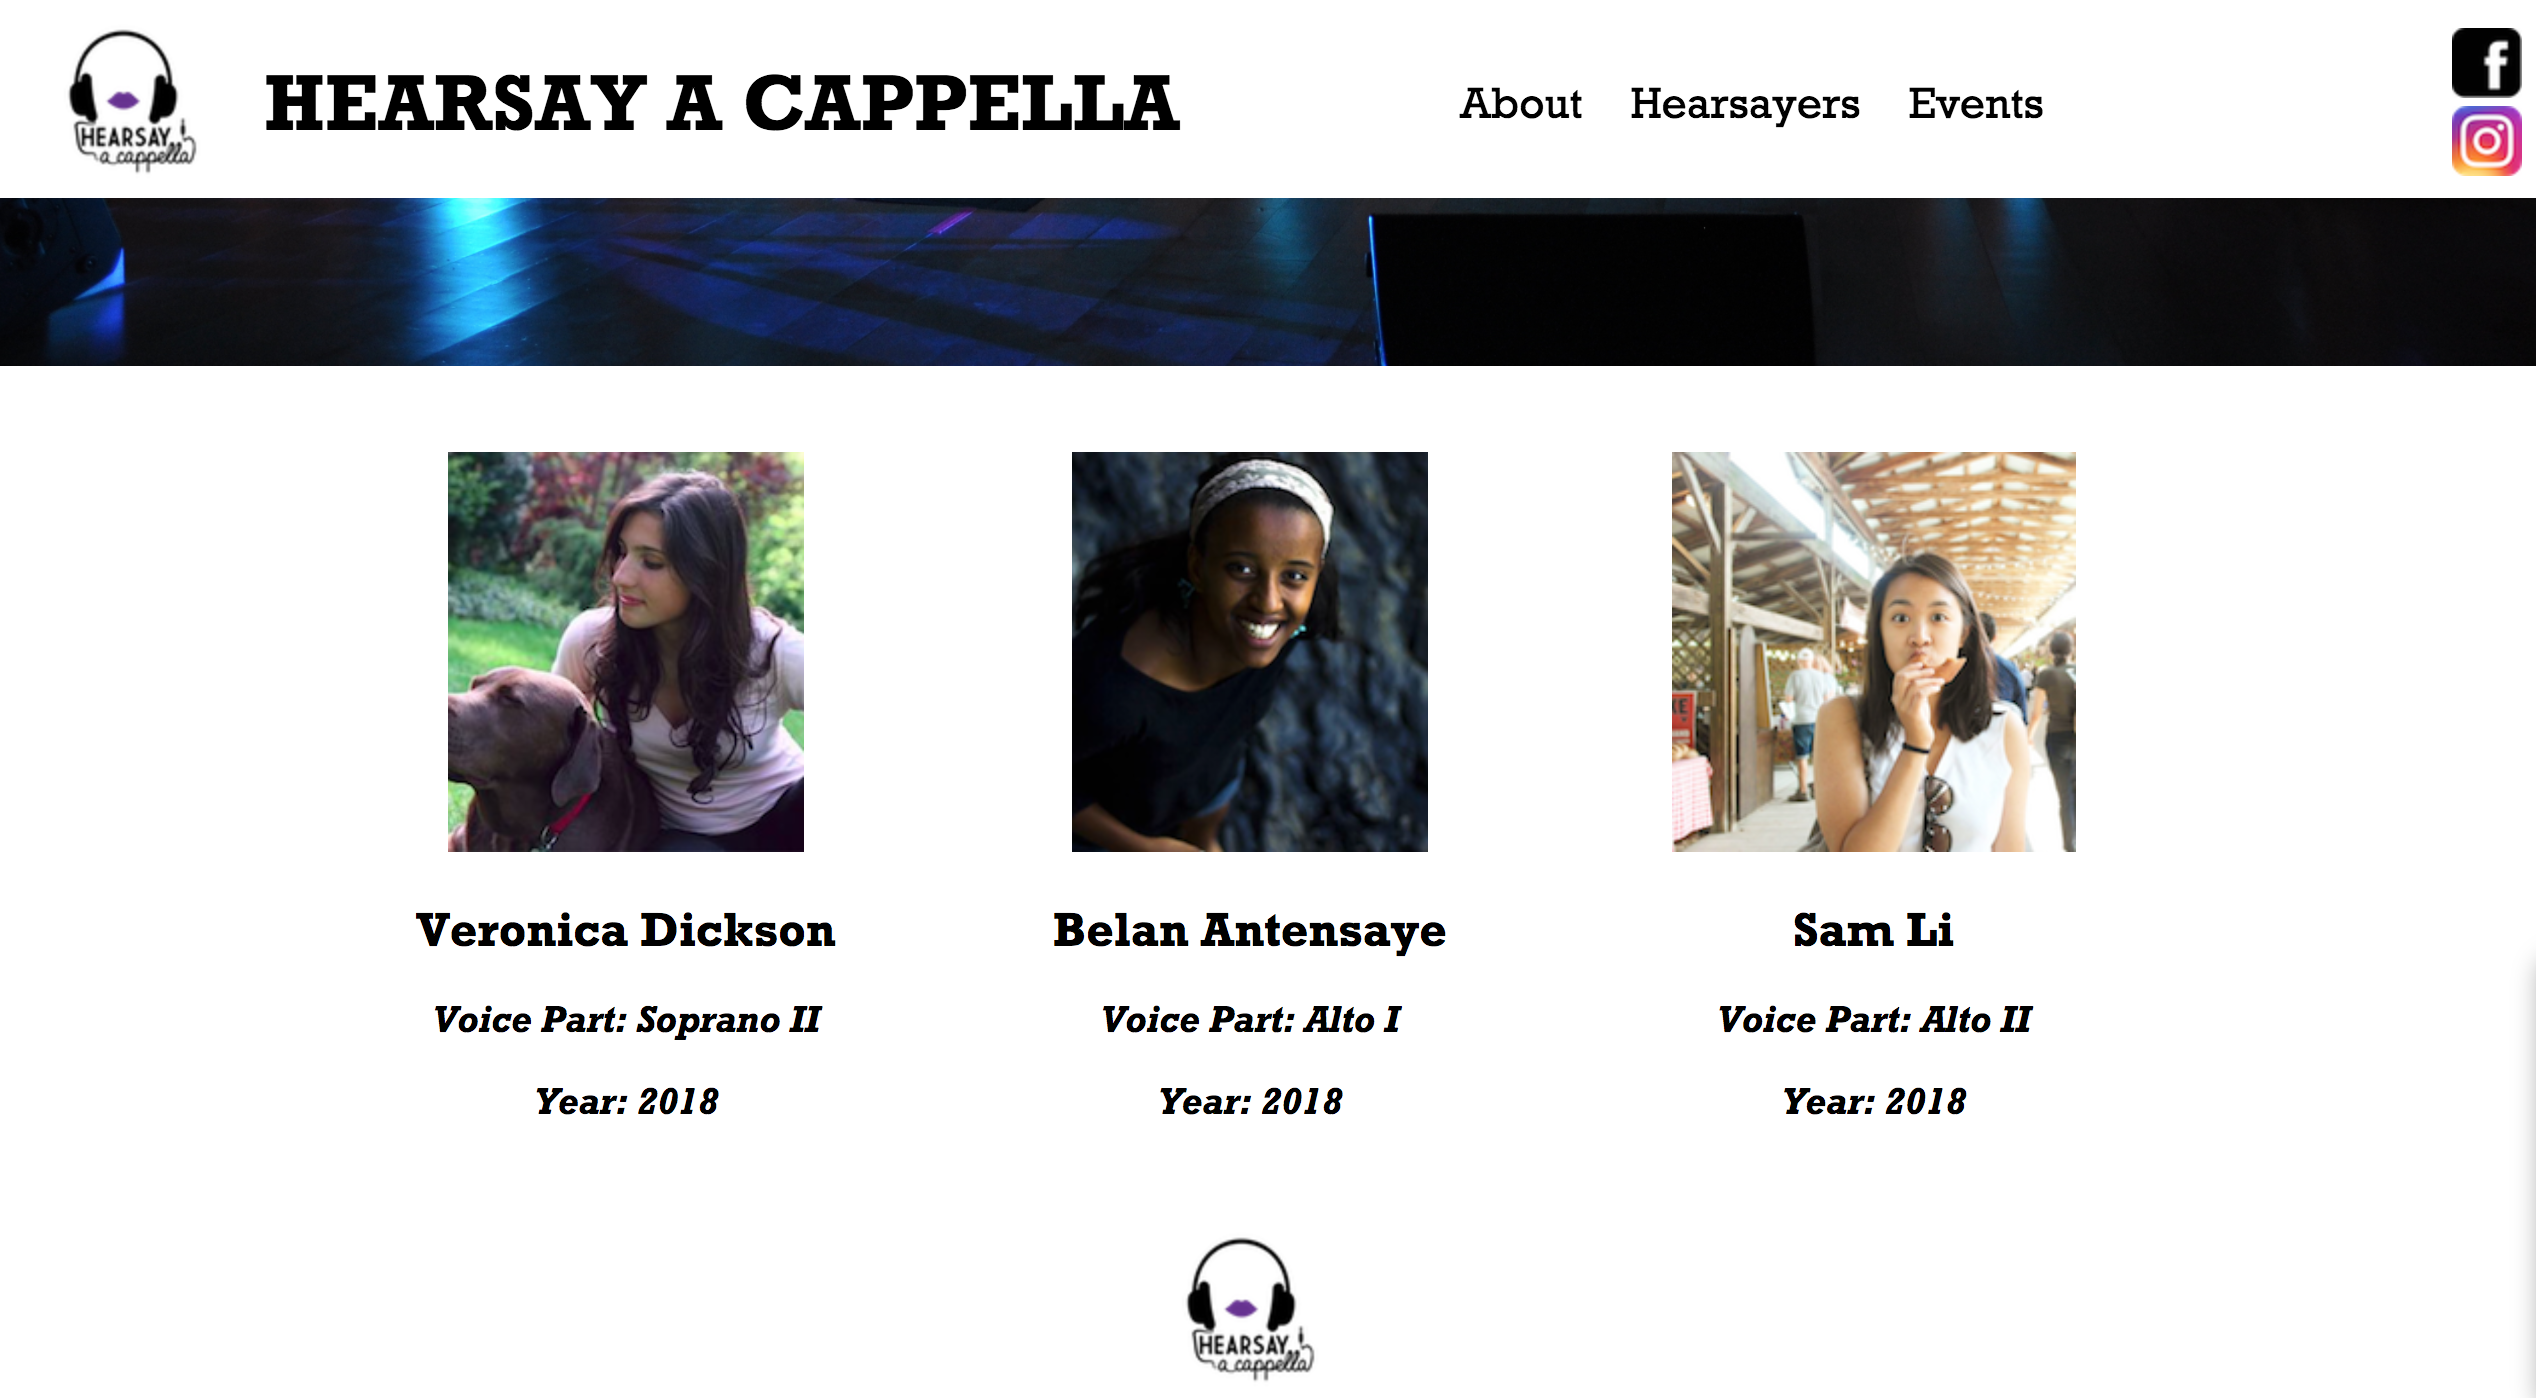 HEARSAY
a cappella
HEARSAY A CAPPELLA
About Hearsayers Events
Veronica Dickson
Belan Antensaye
Sam Li
Voice Part: Soprano II
Voice Part: Alto I
Voice Part: Alto II
Year: 2018
Year: 2018
Year: 2018
HEARSAY
a cappella